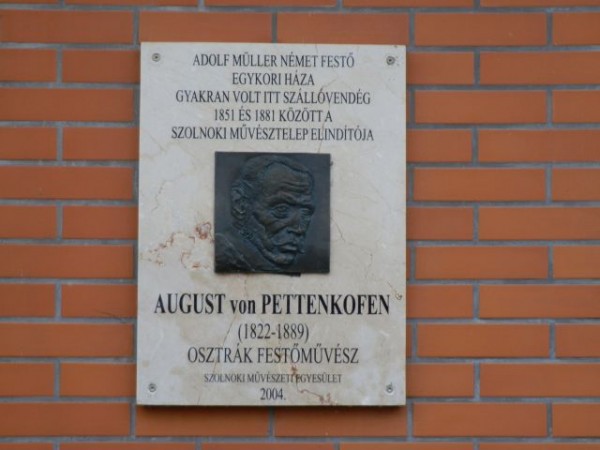 ADOLF MÜLLER NÉMET FESTŐ
EGYKORI HÁZA
GYAKRAN VOLT ITT SZÁLLÓVENDÉG
1851 ÉS 1881 KÖZÖTT A
SZOLNOKI MŰVÉSZTELEP ELINDÍTÓJA
AUGUST von PETTENKOFEN
(1822-1889)
OSZTRÁK FESTŐMŰVÉSZ
SZOLNOKI MŰVÉSZETI EGYESÜLET
2004.